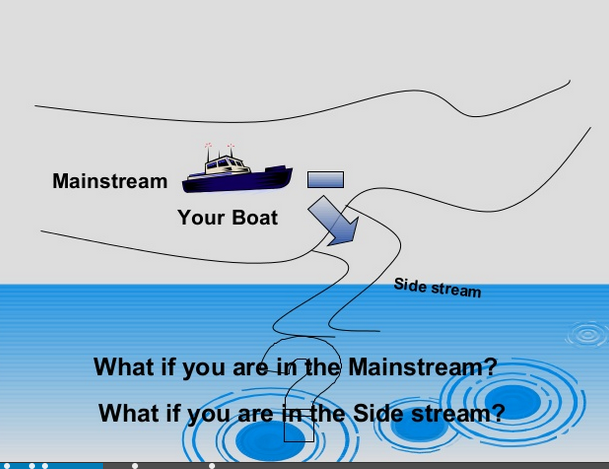 Mainstream
Your Boat
Side stream
What if you are in the Mainstream?
What if you are in the Side stream?